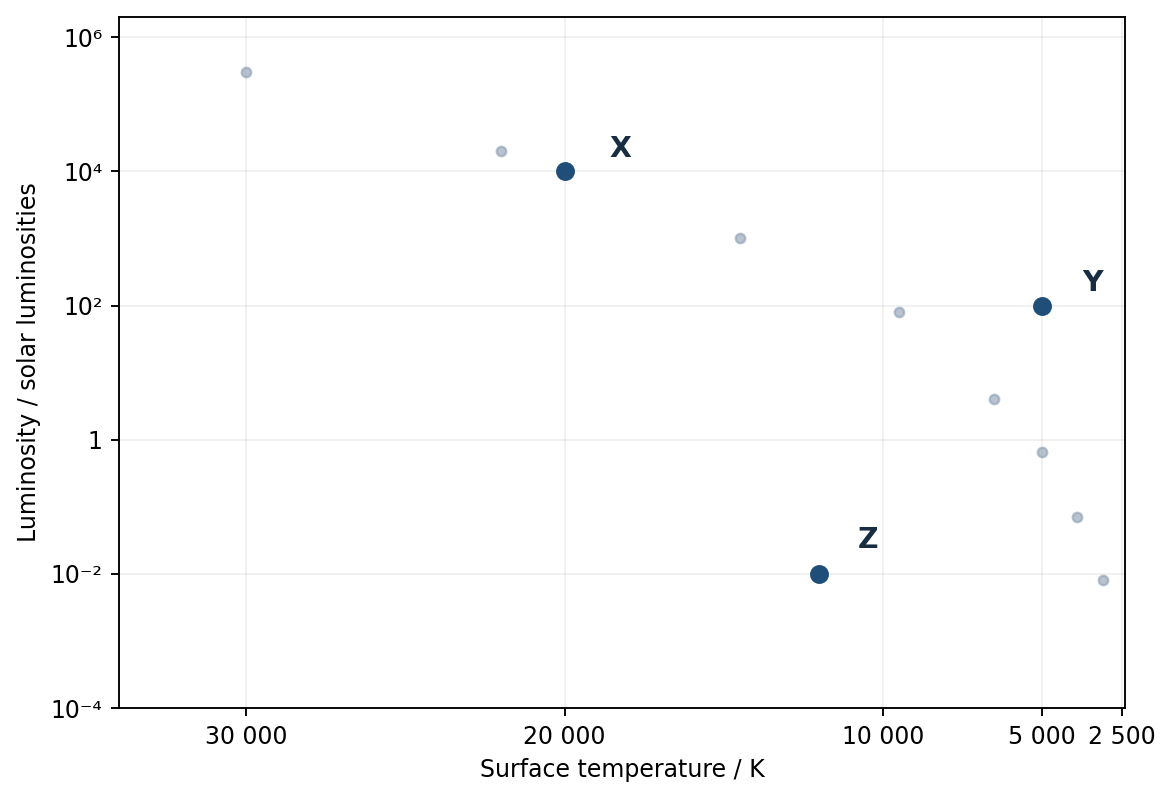 10⁶
X
10⁴
Y
10²
1
Z
10⁻²
10⁻⁴
30 000 20 000 10 000 5 000 2 500
Surface temperature / K
Luminosity / solar luminosities